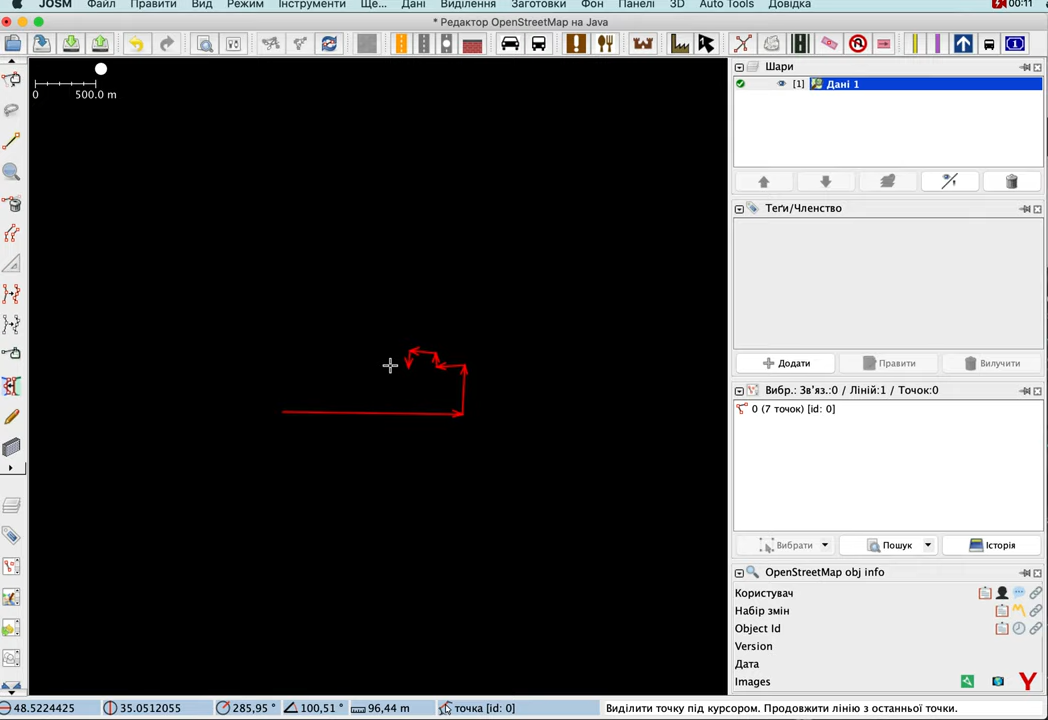 JOSM Файл Правити Вид Режим Інструменти Ще... Дані Виділення Заготовки Фон Панелі 3D Auto Tools Довідка 00:11
* Редактор OpenStreetMap на Java
0 500.0 m
Шари
[1] Дані 1
Теґи/Членство
Додати Правити Вилучити
Вибр.: Зв'яз.:0 / Ліній:1 / Точок:0
0 (7 точок) [id: 0]
Вибрати Пошук Історія
OpenStreetMap obj info
Користувач
Набір змін
Object Id
Version
Дата
Images
48.5224425 35.0512055 285,95 ° 100,51 ° 96,44 m точка [id: 0] Виділити точку під курсором. Продовжити лінію з останньої точки.